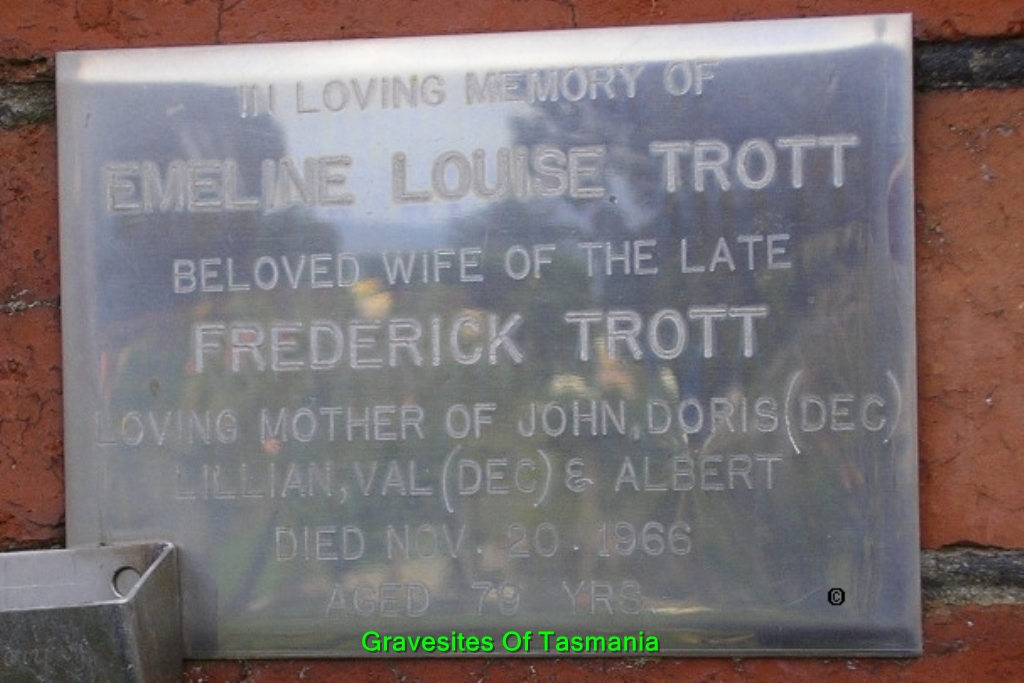 IN LOVING MEMORY OF
EMELINE LOUISE TROTT
BELOVED WIFE OF THE LATE
FREDERICK TROTT
LOVING MOTHER OF JOHN, DORIS (DEC)
LILLIAN, VAL (DEC) & ALBERT
DIED NOV. 20. 1966
AGED 79 YRS.
©
Gravesites Of Tasmania